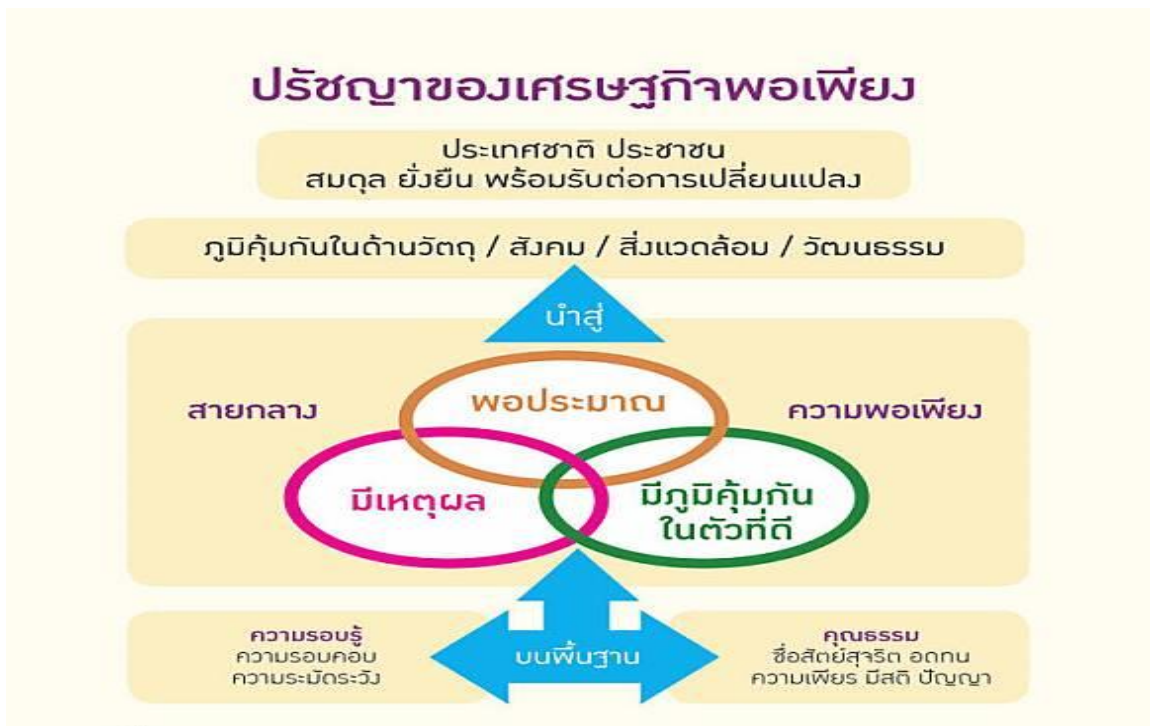 ปรัชญาของเศรษฐกิจพอเพียง
ประเทศชาติ ประชาชน
สมดุล ยั่งยืน พร้อมรับต่อการเปลี่ยนแปลง
ภูมิคุ้มกันในด้านวัตถุ / สังคม / สิ่งแวดล้อม / วัฒนธรรม
นำสู่
สายกลาง
พอประมาณ
ความพอเพียง
มีเหตุผล
มีภูมิคุ้มกัน
ในตัวที่ดี
ความรอบรู้
ความรอบคอบ
ความระมัดระวัง
บนพื้นฐาน
คุณธรรม
ซื่อสัตย์สุจริต อดทน
ความเพียร มีสติ ปัญญา